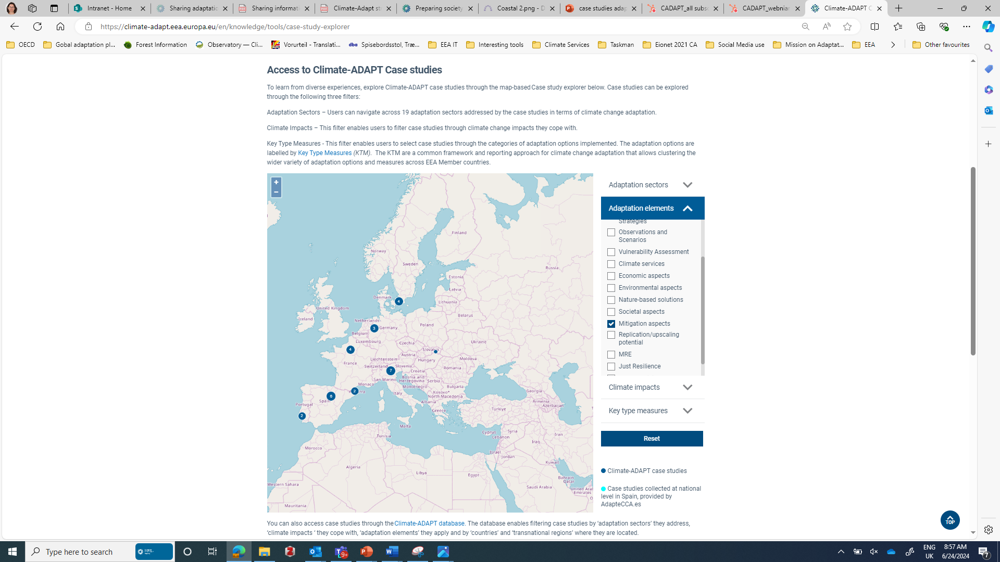 Intranet - Home
Sharing adaptatic
Sharing informati
Climate-Adapt st
Preparing society
Coastal 2.png - D
case studies adap
CADAPT_all subsc
CADAPT_webniar
Climate-ADAPT C
https://climate-adapt.eea.europa.eu/en/knowledge/tools/case-study-explorer
OECD
Gobal adaptation pl...
Forest Information
Observatory — Cli...
Vorurteil - Translati...
dba
Spisebordsstol, Træ...
EEA IT
Interesting tools
Climate Services
Taskman
Eionet 2021 CA
Social Media use
Mission on Adaptat...
EEA
Other favourites
Access to Climate-ADAPT Case studies
To learn from diverse experiences, explore Climate-ADAPT case studies through the map-based Case study explorer below. Case studies can be explored
through the following three filters:
Adaptation Sectors – Users can navigate across 19 adaptation sectors addressed by the case studies in terms of climate change adaptation.
Climate Impacts – This filter enables users to filter case studies through climate change impacts they cope with.
Key Type Measures - This filter enables users to select case studies through the categories of adaptation options implemented. The adaptation options are
labelled by Key Type Measures (KTM). The KTM are a common framework and reporting approach for climate change adaptation that allows clustering the
wider variety of adaptation options and measures across EEA Member countries.
+
−
Finland
Norway
Sweden
Russia
Estonia
Latvia
Denmark
4
Lithuania
United Kingdom
Ireland
Belarus
Netherlands
3
Germany
Poland
Belgium
Luxembourg
Czechia
Ukraine
4
Slovakia
Austria
Hungary
Moldova
Liechtenstein
France
Switzerland
Slovenia
Romania
7
Croatia
San Marino
Bosnia and
Herzegovina
Serbia
Monaco
Montenegro
Bulgaria
2
Italy
Kosovo*
North Macedonia
Georgia
6
Spain
Albania
Armenia
Azerbaijan
Portugal
Greece
Türkiye
2
Malta
Cyprus
Syria
Lebanon
Tunisia
Iran
Iraq
Morocco
Israel
Jordan
Kuwait
Algeria
Libya
Egypt
Bahrain
Qatar
Western Sahara
Saudi Arabia
United Arab
Emirates
Mauritania
Adaptation sectors
Adaptation elements
Strategies
Observations and
Scenarios
Vulnerability Assessment
Climate services
Economic aspects
Environmental aspects
Nature-based solutions
Societal aspects
Mitigation aspects
Replication/upscaling
potential
MRE
Just Resilience
Climate impacts
Key type measures
Reset
Climate-ADAPT case studies
Case studies collected at national
level in Spain, provided by
AdapteCCA.es
You can also access case studies through the Climate-ADAPT database. The database enables filtering case studies by ‘adaptation sectors’ they address,
‘climate impacts ’ they cope with, ‘adaptation elements’ they apply and by ‘countries’ and ‘transnational regions’ where they are located.
TOP
Type here to search
9+
ENG
UK
8:57 AM
6/24/2024
7